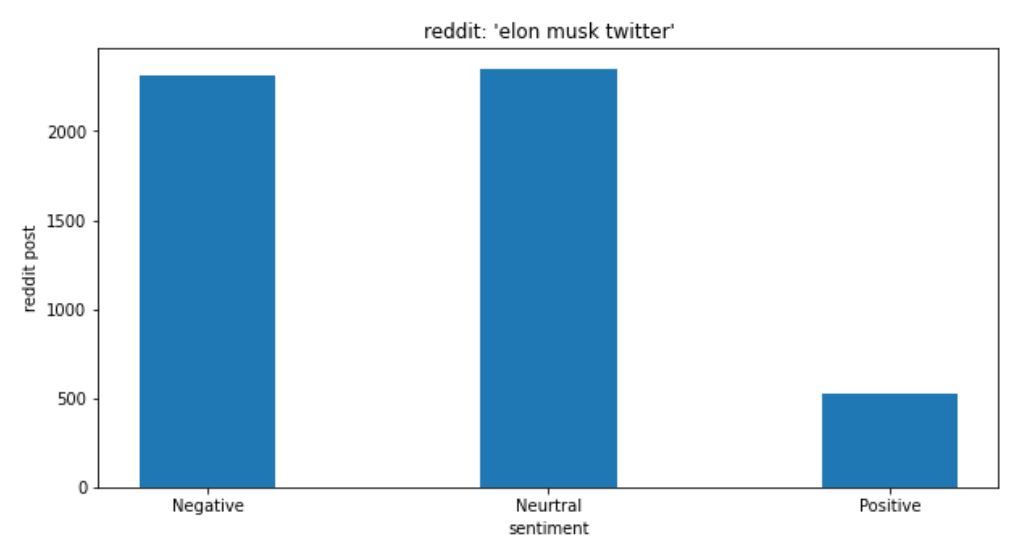 reddit: 'elon musk twitter'
reddit post
2000
1500
1000
500
0
Negative Neurtral Positive
sentiment